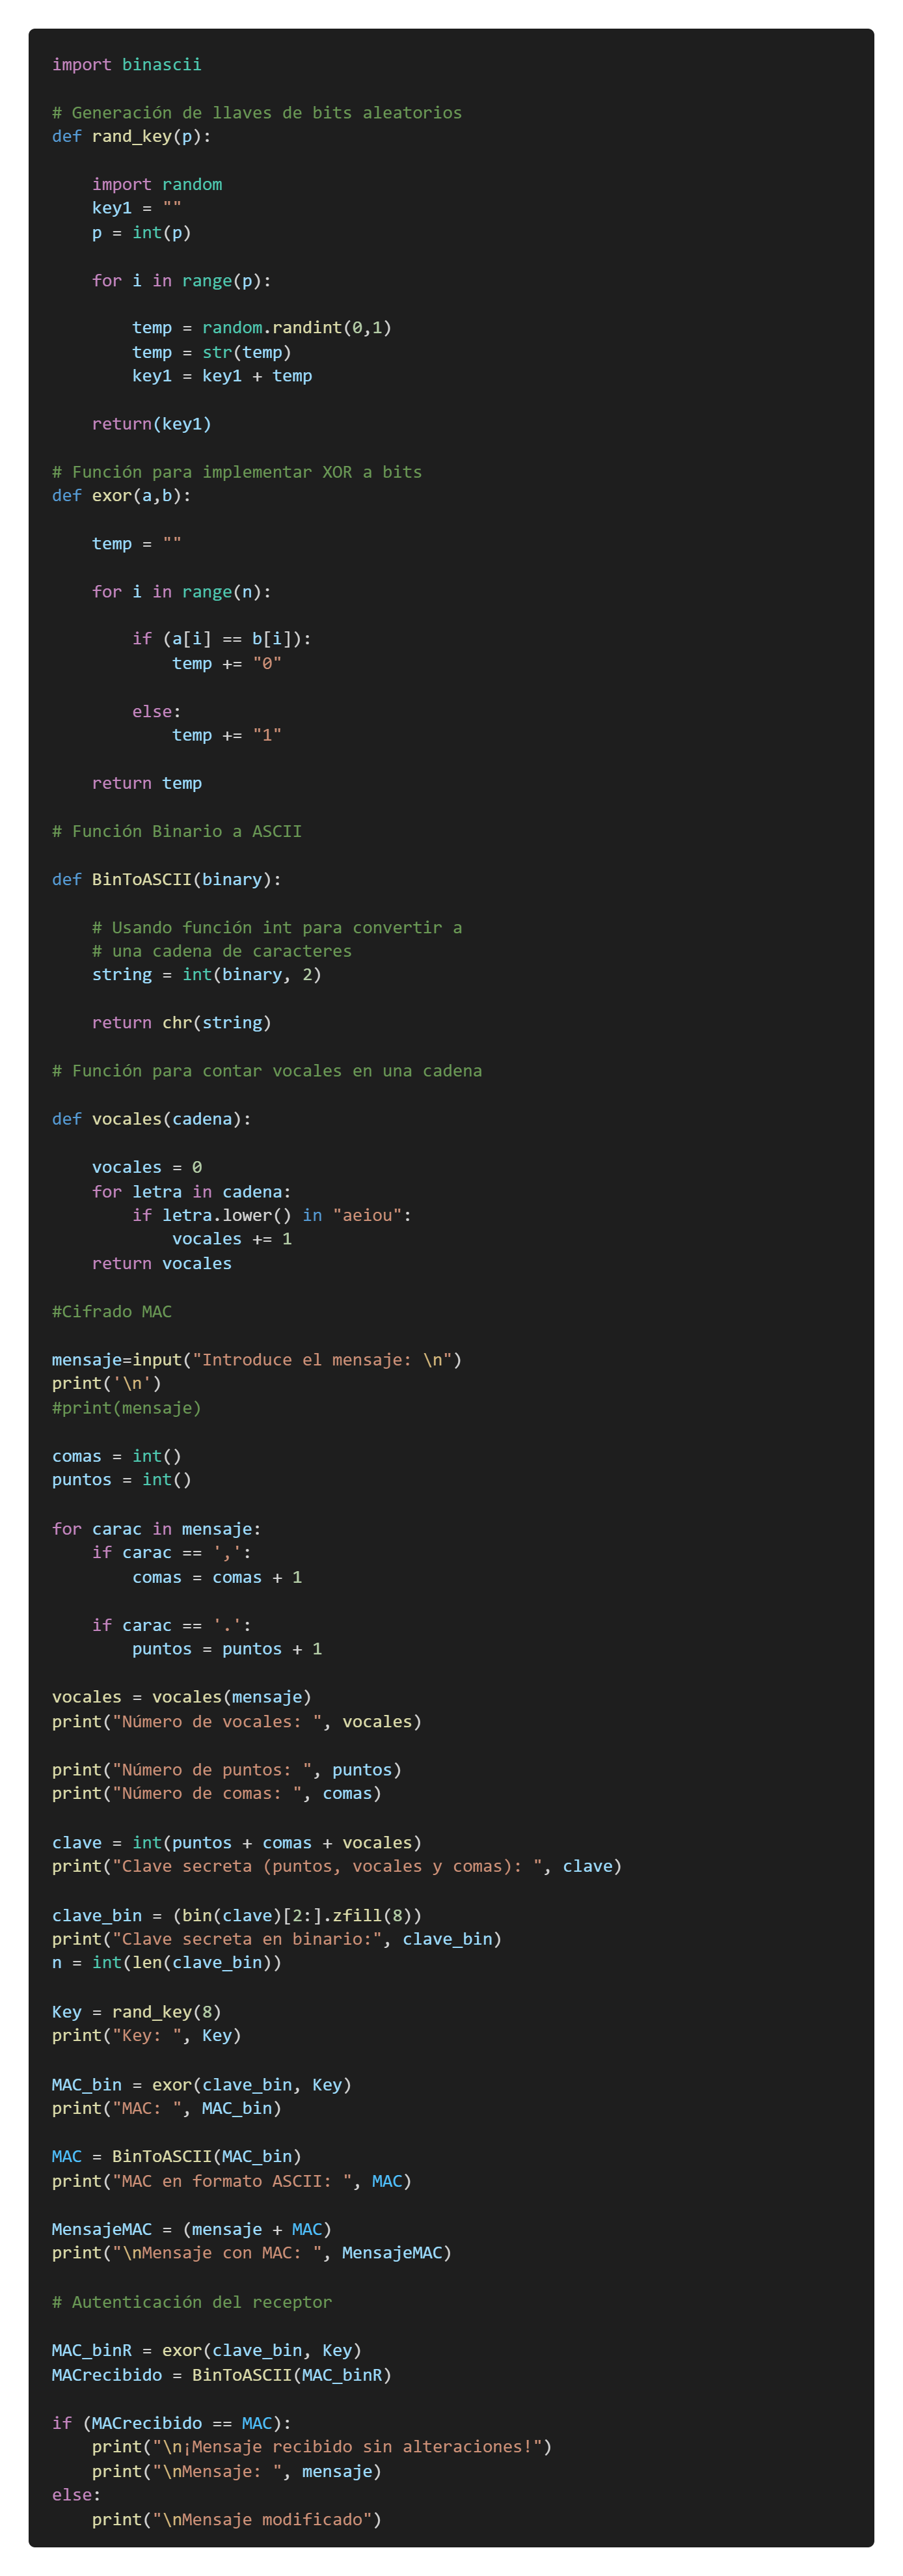 import binascii
# Generación de llaves de bits aleatorios
def rand_key(p):
    import random
    key1 = ""
    p = int(p)
    for i in range(p):
        temp = random.randint(0,1)
        temp = str(temp)
        key1 = key1 + temp
    return(key1)
# Función para implementar XOR a bits
def exor(a,b):
    temp = ""
    for i in range(n):
        if (a[i] == b[i]):
            temp += "0"
        else:
            temp += "1"
    return temp
# Función Binario a ASCII
def BinToASCII(binary):
    # Usando función int para convertir a
    # una cadena de caracteres
    string = int(binary, 2)
    return chr(string)
# Función para contar vocales en una cadena
def vocales(cadena):
    vocales = 0
    for letra in cadena:
        if letra.lower() in "aeiou":
            vocales += 1
    return vocales
#Cifrado MAC
mensaje=input("Introduce el mensaje: \n")
print('\n')
#print(mensaje)
comas = int()
puntos = int()
for carac in mensaje:
    if carac == ',':
        comas = comas + 1
    if carac == '.':
        puntos = puntos + 1
vocales = vocales(mensaje)
print("Número de vocales: ", vocales)
print("Número de puntos: ", puntos)
print("Número de comas: ", comas)
clave = int(puntos + comas + vocales)
print("Clave secreta (puntos, vocales y comas): ", clave)
clave_bin = (bin(clave)[2:].zfill(8))
print("Clave secreta en binario:", clave_bin)
n = int(len(clave_bin))
Key = rand_key(8)
print("Key: ", Key)
MAC_bin = exor(clave_bin, Key)
print("MAC: ", MAC_bin)
MAC = BinToASCII(MAC_bin)
print("MAC en formato ASCII: ", MAC)
MensajeMAC = (mensaje + MAC)
print("\nMensaje con MAC: ", MensajeMAC)
# Autenticación del receptor
MAC_binR = exor(clave_bin, Key)
MACrecibido = BinToASCII(MAC_binR)
if (MACrecibido == MAC):
    print("\n¡Mensaje recibido sin alteraciones!")
    print("\nMensaje: ", mensaje)
else:
    print("\nMensaje modificado")